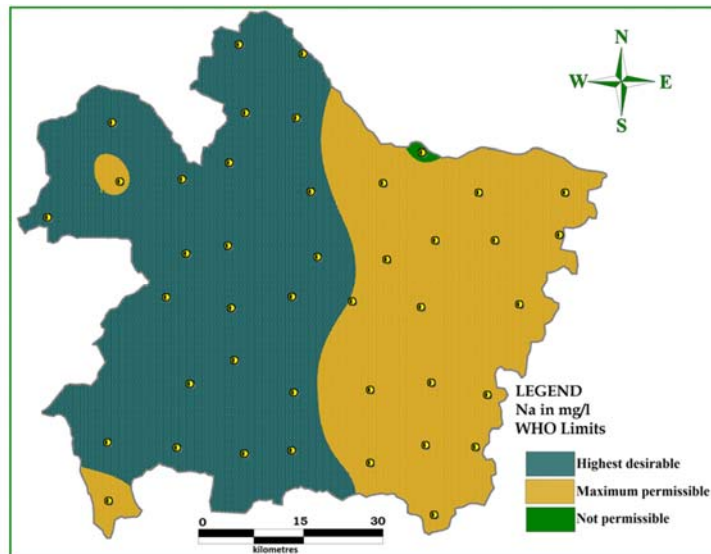 N
W E
S
LEGEND
Na in mg/l
WHO Limits
Highest desirable
Maximum permissible
Not permissible
0 15 30
kilometres